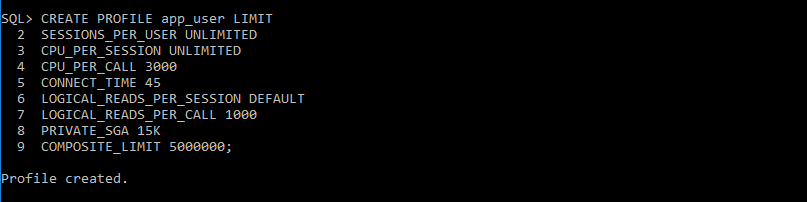 SQL> CREATE PROFILE app_user LIMIT
2 SESSIONS_PER_USER UNLIMITED
3 CPU_PER_SESSION UNLIMITED
4 CPU_PER_CALL 3000
5 CONNECT_TIME 45
6 LOGICAL_READS_PER_SESSION DEFAULT
7 LOGICAL_READS_PER_CALL 1000
8 PRIVATE_SGA 15K
9 COMPOSITE_LIMIT 5000000;
Profile created.